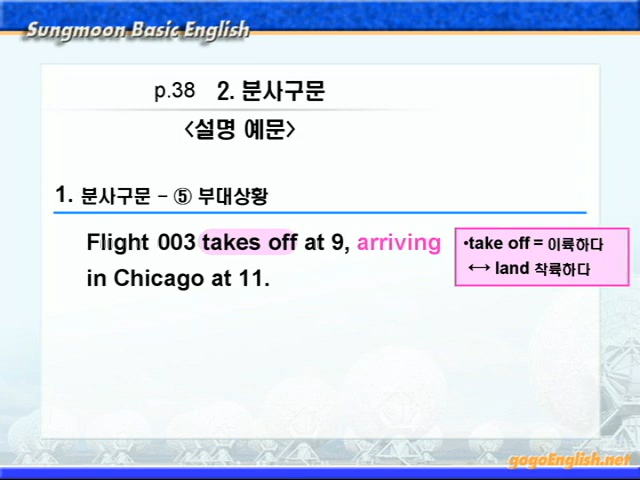 Sungmoon Basic English
p.38 2. 분사구문
<설명 예문>
1. 분사구문 - ⑤ 부대상황
Flight 003 takes off at 9, arriving
in Chicago at 11.
•take off = 이륙하다
↔ land 착륙하다
gogoEnglish.net